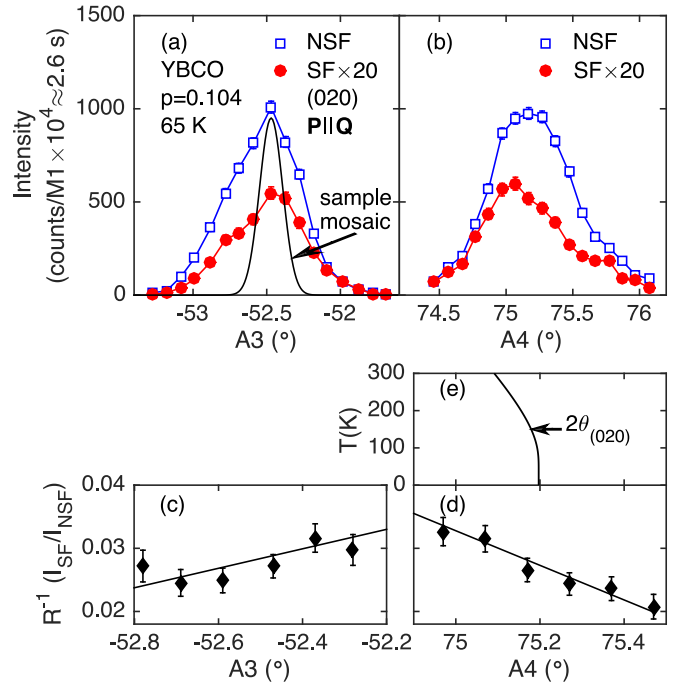 Intensity
(counts/M1×10⁴≈2.6 s)
1500
1000
500
0
(a)
YBCO
p=0.104
65 K
NSF
SF×20
(020)
P||Q
sample
mosaic
-53
-52.5
-52
A3 (°)
(b)
NSF
SF×20
74.5
75
75.5
76
A4 (°)
T(K)
300
200
100
0
(e)
2θ(020)
R⁻¹ (I_SF/I_NSF)
0.04
0.03
0.02
(c)
-52.8
-52.6
-52.4
-52.2
A3 (°)
(d)
75
75.2
75.4
A4 (°)